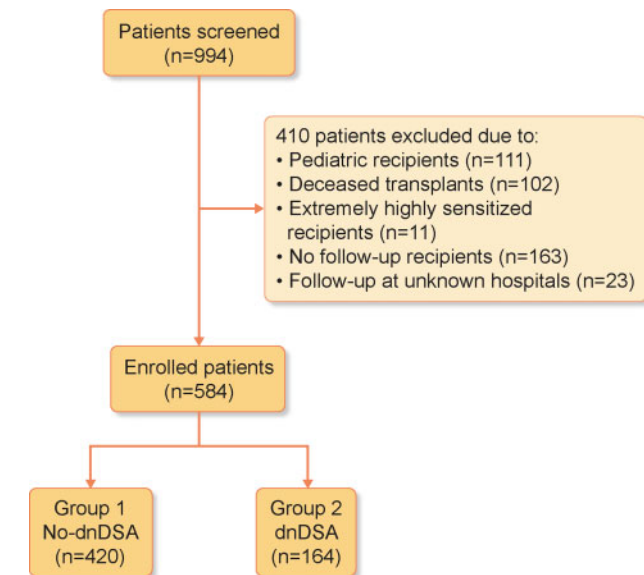 Patients screened
(n=994)
410 patients excluded due to:
• Pediatric recipients (n=111)
• Deceased transplants (n=102)
• Extremely highly sensitized
recipients (n=11)
• No follow-up recipients (n=163)
• Follow-up at unknown hospitals (n=23)
Enrolled patients
(n=584)
Group 1
No-dnDSA
(n=420)
Group 2
dnDSA
(n=164)